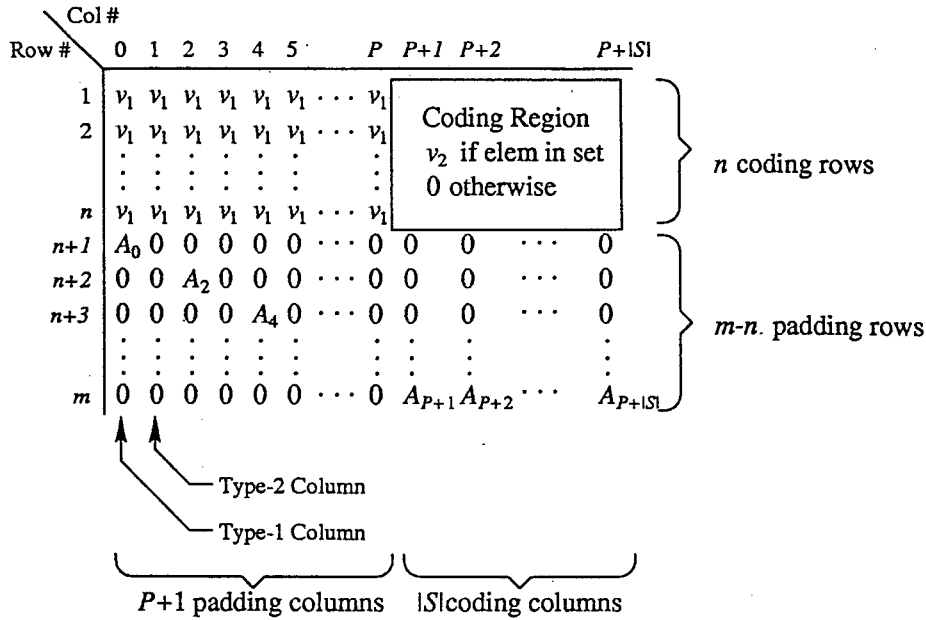 Col #
Row # 0 1 2 3 4 5 P P+1 P+2 P+|S|
1 v₁ v₁ v₁ v₁ v₁ v₁ · · · v₁
2 v₁ v₁ v₁ v₁ v₁ v₁ · · · v₁
n v₁ v₁ v₁ v₁ v₁ v₁ · · · v₁
Coding Region
v₂ if elem in set
0 otherwise
n coding rows
n+1 A₀ 0 0 0 0 0 · · · 0 0 0 · · · 0
n+2 0 0 A₂ 0 0 0 · · · 0 0 0 · · · 0
n+3 0 0 0 0 A₄ 0 · · · 0 0 0 · · · 0
m 0 0 0 0 0 0 · · · 0 A_{P+1} A_{P+2} · · · A_{P+|S|}
m-n. padding rows
Type-2 Column
Type-1 Column
P+1 padding columns |S|coding columns